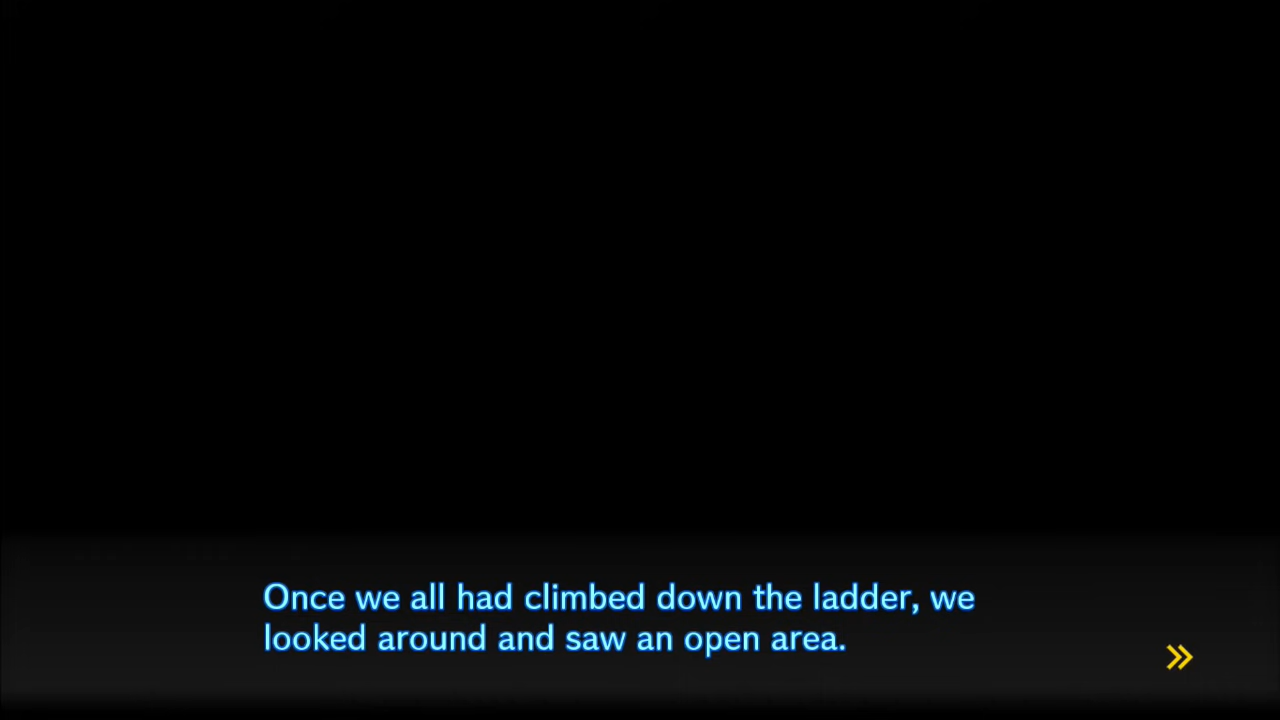 Once we all had climbed down the ladder, we
looked around and saw an open area.